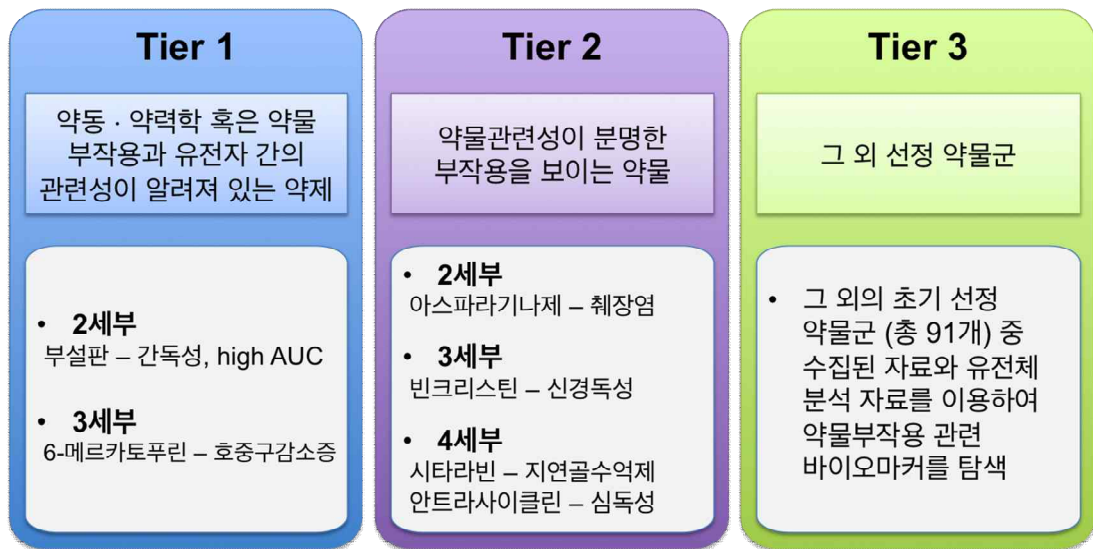 Tier 1
약동 · 약력학 혹은 약물
부작용과 유전자 간의
관련성이 알려져 있는 약제
• 2세부
부설판 – 간독성, high AUC
• 3세부
6-메르카토푸린 – 호중구감소증
Tier 2
약물관련성이 분명한
부작용을 보이는 약물
• 2세부
아스파라기나제 – 췌장염
• 3세부
빈크리스틴 – 신경독성
• 4세부
시타라빈 – 지연골수억제
안트라사이클린 – 심독성
Tier 3
그 외 선정 약물군
• 그 외의 초기 선정
약물군 (총 91개) 중
수집된 자료와 유전체
분석 자료를 이용하여
약물부작용 관련
바이오마커를 탐색